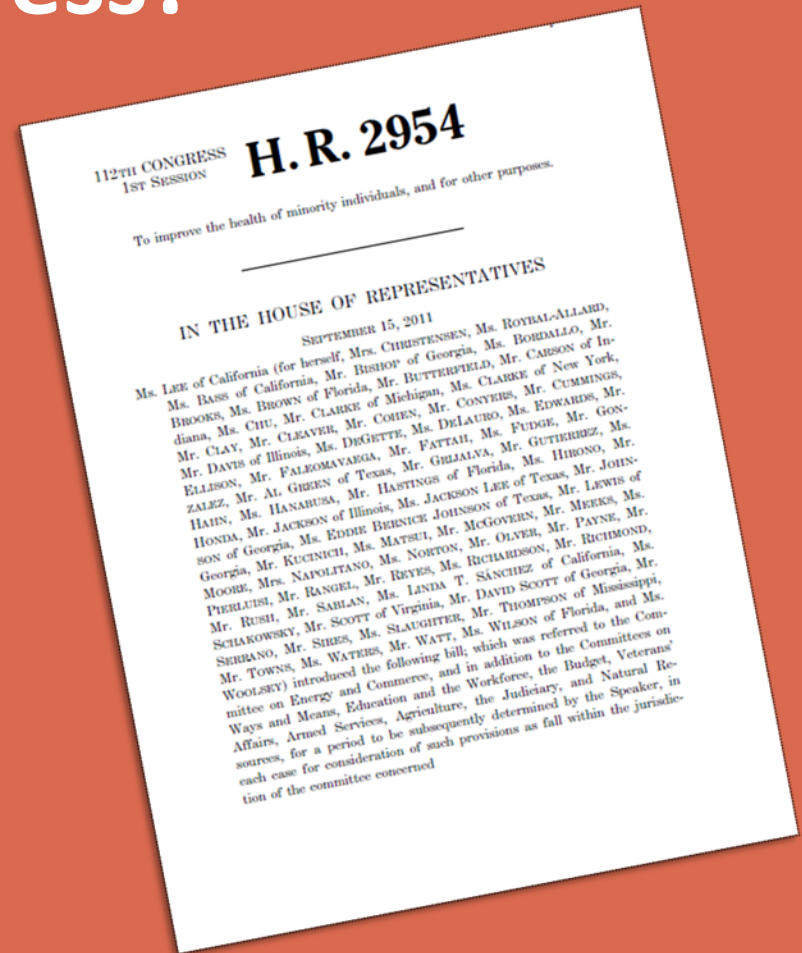 ess?
112TH CONGRESS
1ST SESSION
H. R. 2954
To improve the health of minority individuals, and for other purposes.
IN THE HOUSE OF REPRESENTATIVES
SEPTEMBER 15, 2011
Ms. LEE of California (for herself, Mrs. CHRISTENSEN, Ms. ROYBAL-ALLARD,
Ms. BASS of California, Mr. BISHOP of Georgia, Ms. BORDALLO, Mr.
BROOKS, Ms. BROWN of Florida, Mr. BUTTERFIELD, Mr. CARSON of In-
diana, Ms. CHU, Mr. CLARKE of Michigan, Ms. CLARKE of New York,
Mr. CLAY, Mr. CLEAVER, Mr. COHEN, Mr. CONYERS, Mr. CUMMINGS,
Mr. DAVIS of Illinois, Ms. DEGETTE, Ms. DELAURO, Ms. EDWARDS, Mr.
ELLISON, Mr. FALEOMAVAEGA, Mr. FATTAH, Ms. FUDGE, Mr. GON-
ZALEZ, Mr. AL GREEN of Texas, Mr. GRIJALVA, Mr. GUTIERREZ, Ms.
HAHN, Ms. HANABUSA, Mr. HASTINGS of Florida, Ms. HIRONO, Mr.
HONDA, Mr. JACKSON of Illinois, Ms. JACKSON LEE of Texas, Mr. JOHN-
SON of Georgia, Ms. EDDIE BERNICE JOHNSON of Texas, Mr. LEWIS of
Georgia, Mr. KUCINICH, Ms. MATSUI, Mr. MCGOVERN, Mr. MEEKS, Ms.
MOORE, Mrs. NAPOLITANO, Ms. NORTON, Mr. OLVER, Mr. PAYNE, Mr.
PIERLUISI, Mr. RANGEL, Mr. REYES, Ms. RICHARDSON, Mr. RICHMOND,
Mr. RUSH, Mr. SABLAN, Ms. LINDA T. SÁNCHEZ of California, Ms.
SCHAKOWSKY, Mr. SCOTT of Virginia, Mr. DAVID SCOTT of Georgia, Mr.
SERRANO, Mr. SIRES, Ms. SLAUGHTER, Mr. THOMPSON of Mississippi,
Mr. TOWNS, Ms. WATERS, Mr. WATT, Ms. WILSON of Florida, and Ms.
WOOLSEY) introduced the following bill; which was referred to the Com-
mittee on Energy and Commerce, and in addition to the Committees on
Ways and Means, Education and the Workforce, the Budget, Veterans'
Affairs, Armed Services, Agriculture, the Judiciary, and Natural Re-
sources, for a period to be subsequently determined by the Speaker, in
each case for consideration of such provisions as fall within the jurisdic-
tion of the committee concerned